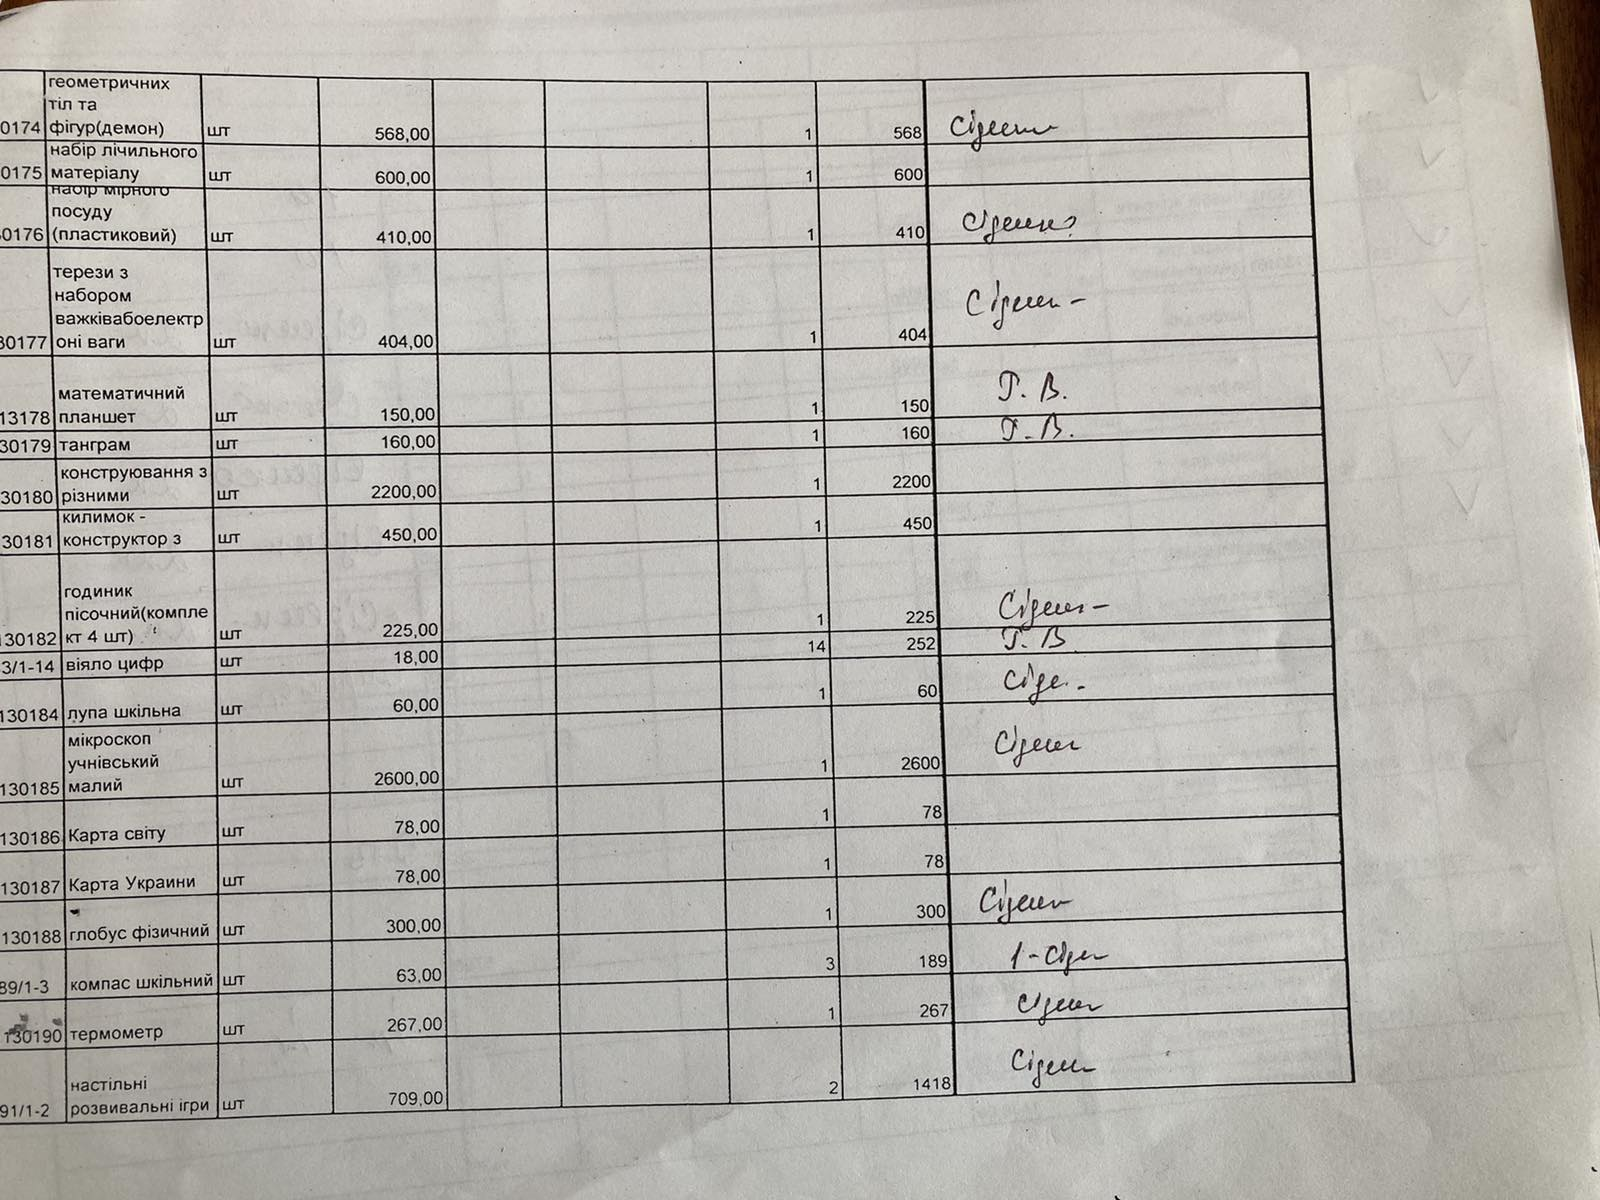 геометричних
тіл та
0174 фігур(демон) шт 568,00 1 568
набір лічильного
0175 матеріалу шт 600,00 1 600
набір мірного
посуду
0176 (пластиковий) шт 410,00 1 410
терези з
набором
важківабоелектр
30177 оні ваги шт 404,00 1 404
математичний
13178 планшет шт 150,00 1 150 Т. В.
30179 танграм шт 160,00 1 160 Т. В.
конструювання з
30180 різними шт 2200,00 1 2200
килимок -
30181 конструктор з шт 450,00 1 450
годиник
пісочний(компле
130182 кт 4 шт) шт 225,00 1 225
3/1-14 віяло цифр шт 18,00 14 252 Т. В
130184 лупа шкільна шт 60,00 1 60
мікроскоп
учнівський
130185 малий шт 2600,00 1 2600
130186 Карта світу шт 78,00 1 78
130187 Карта Украини шт 78,00 1 78
130188 глобус фізичний шт 300,00 1 300
89/1-3 компас шкільний шт 63,00 3 189
130190 термометр шт 267,00 1 267
настільні
91/1-2 розвивальні ігри шт 709,00 2 1418